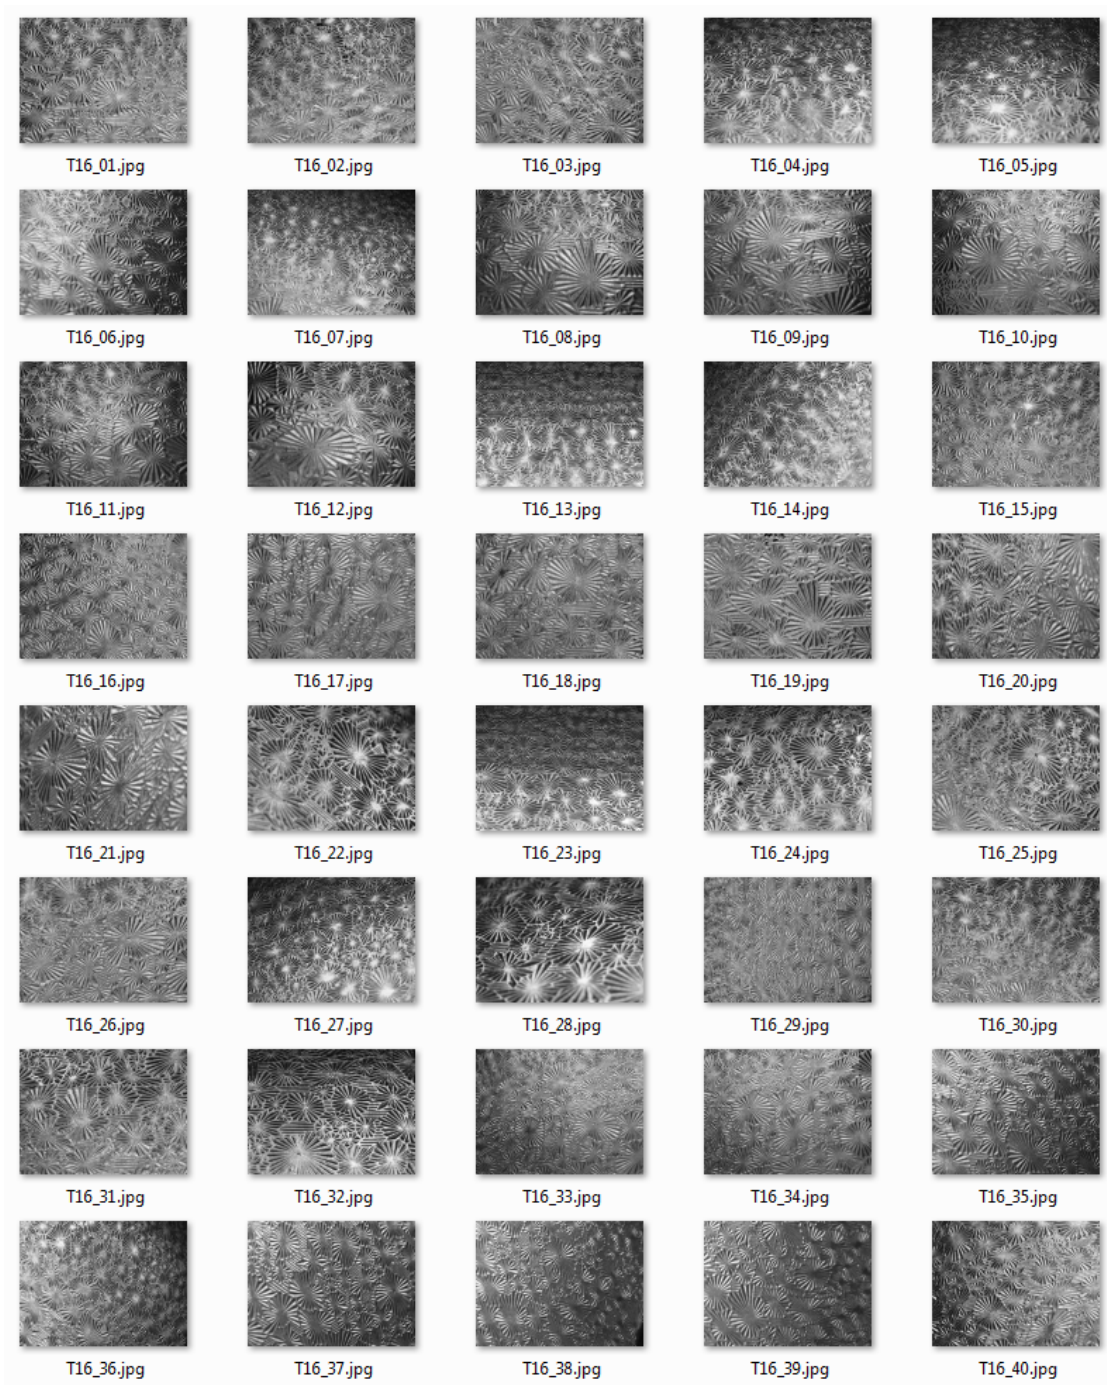 T16_01.jpg T16_02.jpg T16_03.jpg T16_04.jpg T16_05.jpg
T16_06.jpg T16_07.jpg T16_08.jpg T16_09.jpg T16_10.jpg
T16_11.jpg T16_12.jpg T16_13.jpg T16_14.jpg T16_15.jpg
T16_16.jpg T16_17.jpg T16_18.jpg T16_19.jpg T16_20.jpg
T16_21.jpg T16_22.jpg T16_23.jpg T16_24.jpg T16_25.jpg
T16_26.jpg T16_27.jpg T16_28.jpg T16_29.jpg T16_30.jpg
T16_31.jpg T16_32.jpg T16_33.jpg T16_34.jpg T16_35.jpg
T16_36.jpg T16_37.jpg T16_38.jpg T16_39.jpg T16_40.jpg